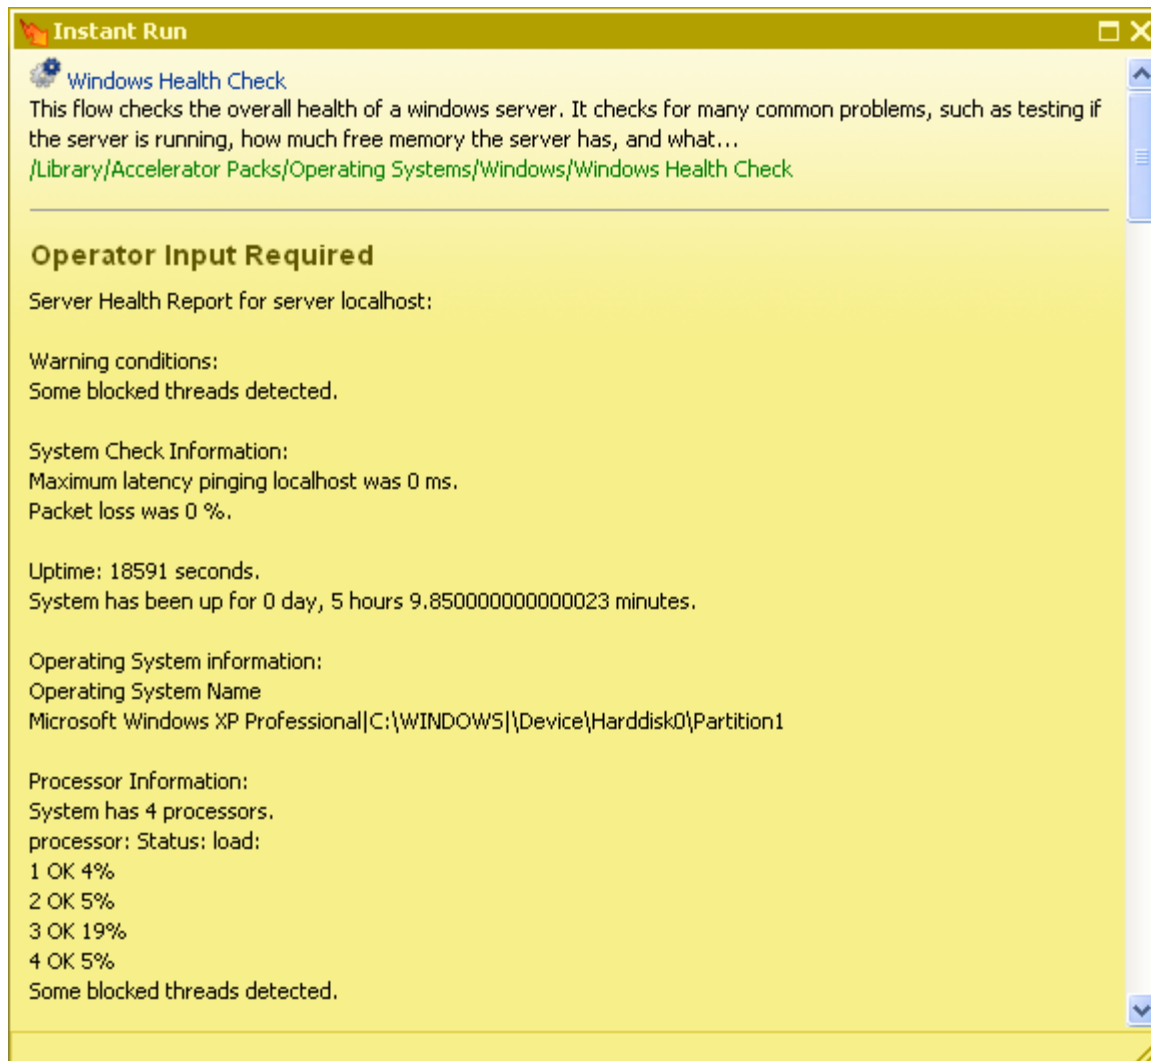 Instant Run
Windows Health Check
This flow checks the overall health of a windows server. It checks for many common problems, such as testing if
the server is running, how much free memory the server has, and what...
/Library/Accelerator Packs/Operating Systems/Windows/Windows Health Check
Operator Input Required
Server Health Report for server localhost:
Warning conditions:
Some blocked threads detected.
System Check Information:
Maximum latency pinging localhost was 0 ms.
Packet loss was 0 %.
Uptime: 18591 seconds.
System has been up for 0 day, 5 hours 9.850000000000023 minutes.
Operating System information:
Operating System Name
Microsoft Windows XP Professional|C:\WINDOWS|\Device\Harddisk0\Partition1
Processor Information:
System has 4 processors.
processor: Status: load:
1 OK 4%
2 OK 5%
3 OK 19%
4 OK 5%
Some blocked threads detected.